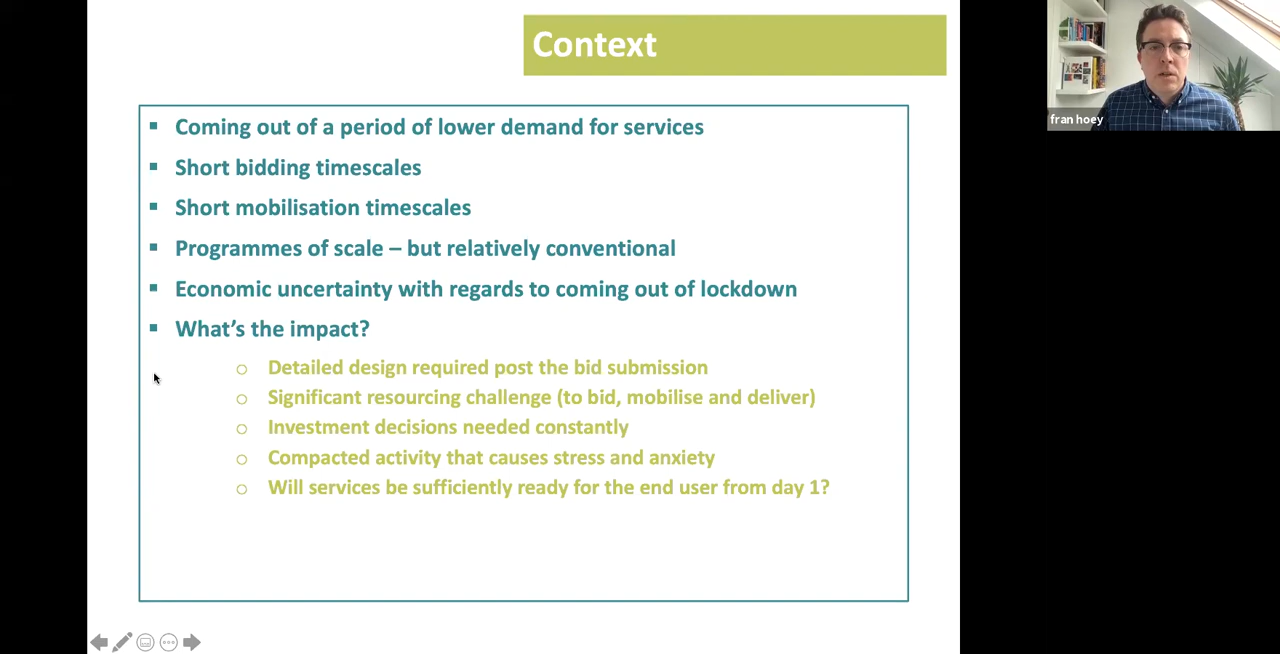 Context
Coming out of a period of lower demand for services
Short bidding timescales
Short mobilisation timescales
Programmes of scale – but relatively conventional
Economic uncertainty with regards to coming out of lockdown
What's the impact?
Detailed design required post the bid submission
Significant resourcing challenge (to bid, mobilise and deliver)
Investment decisions needed constantly
Compacted activity that causes stress and anxiety
Will services be sufficiently ready for the end user from day 1?
fran hoey